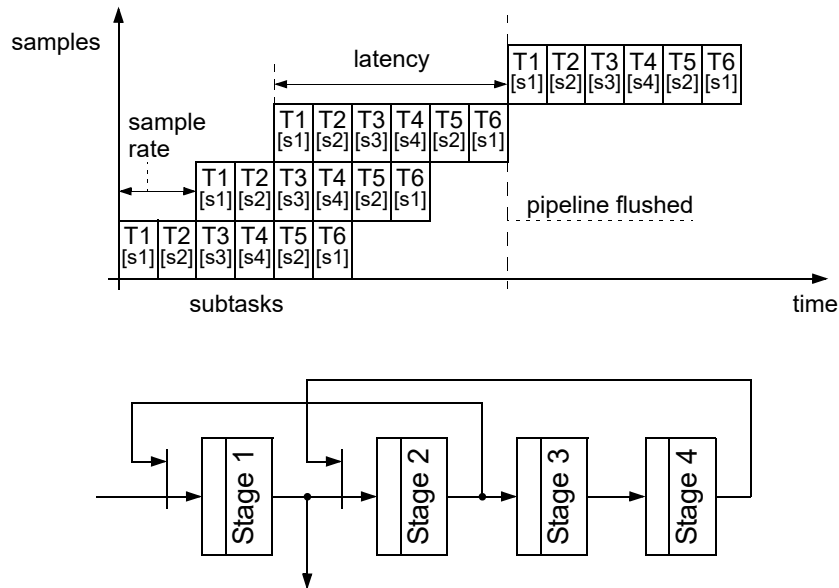 samples
latency
sample
rate
T1 T2 T3 T4 T5 T6
[s1] [s2] [s3] [s4] [s2] [s1]
T1 T2 T3 T4 T5 T6
[s1] [s2] [s3] [s4] [s2] [s1]
T1 T2 T3 T4 T5 T6
[s1] [s2] [s3] [s4] [s2] [s1]
pipeline flushed
T1 T2 T3 T4 T5 T6
[s1] [s2] [s3] [s4] [s2] [s1]
subtasks
time
Stage 1
Stage 2
Stage 3
Stage 4